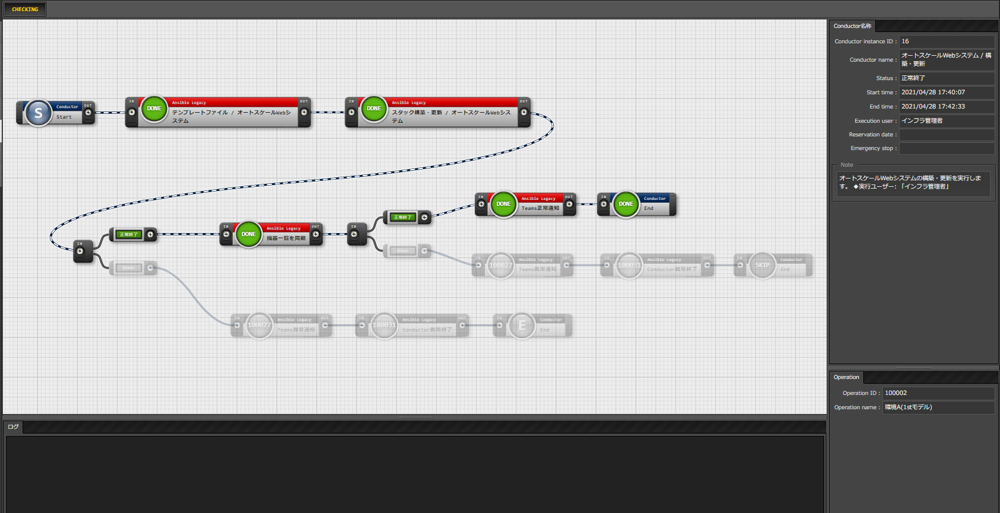 CHECKING
Conductor
Start
OUT
S
IN
DONE
Ansible Legacy
テンプレートファイル / オートスケールWebシ
ステム
OUT
IN
DONE
Ansible Legacy
スタック構築・更新 / オートスケールWebシス
テム
OUT
IN
DONE
Ansible Legacy
Teams正常通知
OUT
IN
DONE
Conductor
End
IN
正常終了
Other
IN
DONE
Ansible Legacy
機器一覧を同期
OUT
IN
正常終了
Other
IN
100027
Ansible Legacy
Teams異常通知
OUT
IN
100031
Ansible Legacy
Conductor異常終了
OUT
IN
SKIP
Conductor
End
IN
100027
Ansible Legacy
Teams異常通知
OUT
IN
100031
Ansible Legacy
Conductor異常終了
OUT
IN
E
Conductor
End
ログ
Conductor名称
Conductor instance ID : 16
Conductor name : オートスケールWebシステム / 構
築・更新
Status : 正常終了
Start time : 2021/04/28 17:40:07
End time : 2021/04/28 17:42:33
Execution user : インフラ管理者
Reservation date :
Emergency stop :
Note
オートスケールWebシステムの構築・更新を実行しま
す。 ◆実行ユーザー: 「インフラ管理者」
Operation
Operation ID : 100002
Operation name : 環境A(1stモデル)